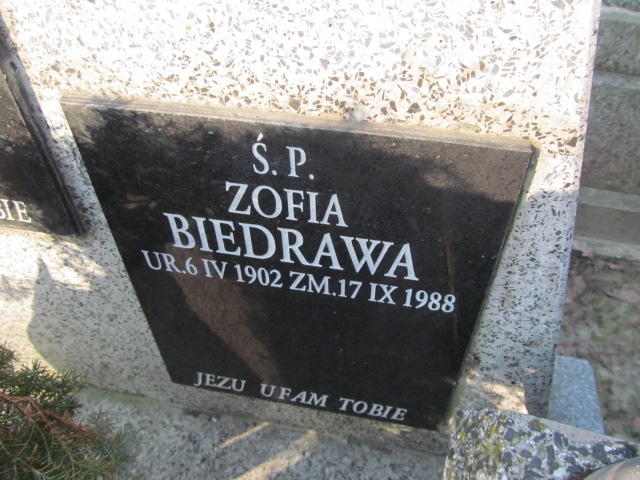 Ś. P.
ZOFIA
BIEDRAWA
UR.6 IV 1902 ZM.17 IX 1988
JEZU UFAM TOBIE